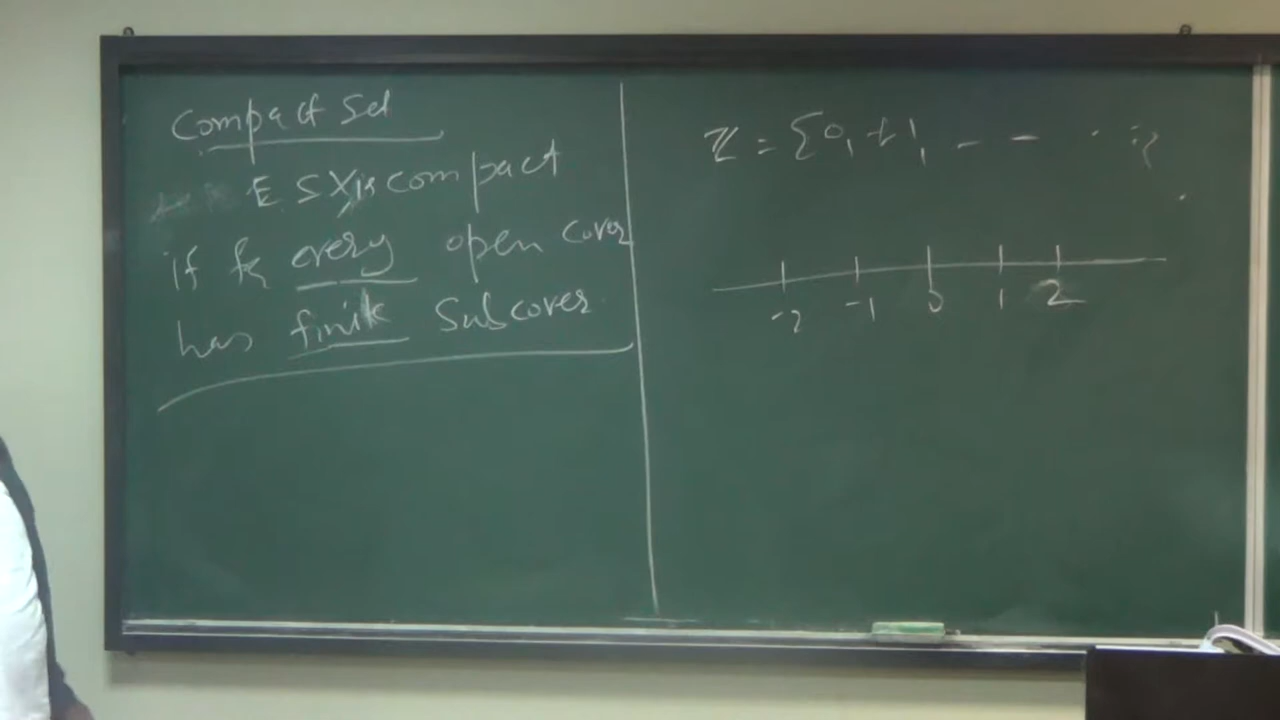 Compact Set
E ⊆ X is compact
if for every open cover
has finite Subcover
ℤ = {0, ±1, - - . . }
-2 -1 0 1 2